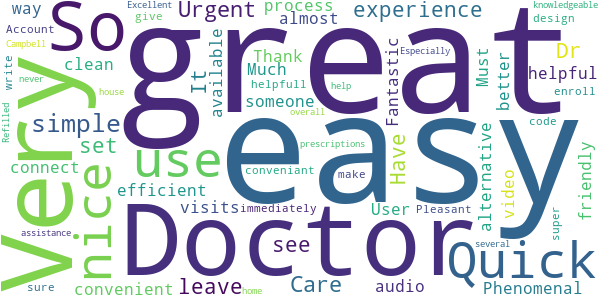 way
Excellent
give
process
Urgent
almost
experience
knowledgeable
design
So
great
Account
Campbell
write
clean
It
available
Thank
Much
helpfull
someone
Fantastic
Especially
Must
better
Dr
helpful
enroll
never
house
help
overall
code
Refilled
Very
simple
set
use
easy
prescriptions
Have
connect
nice
conveniant
make
alternative
video
friendly
efficient
visits
immediately
User
Pleasant
super
assistance
Doctor
see
Quick
several
sure
convenient
leave
home
Care
audio
Phenomenal